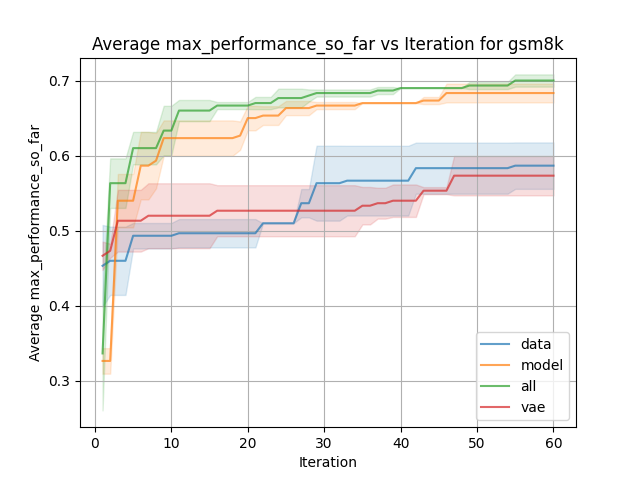 Average max_performance_so_far vs Iteration for gsm8k
Average max_performance_so_far
0.7
0.6
0.5
0.4
0.3
0 10 20 30 40 50 60
Iteration
data
model
all
vae